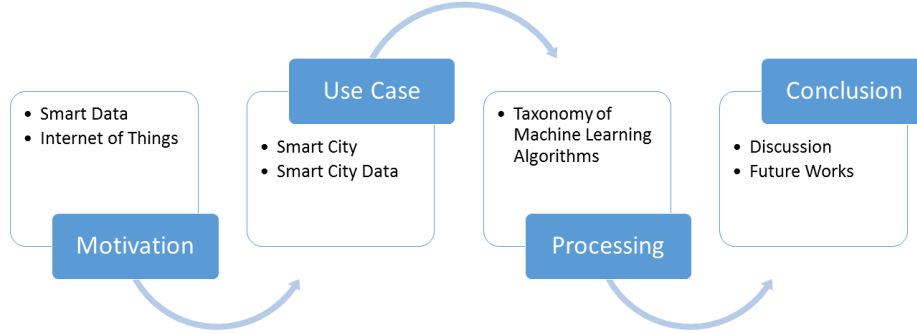 • Smart Data
• Internet of Things
Motivation
Use Case
• Smart City
• Smart City Data
• Taxonomy of
Machine Learning
Algorithms
Processing
Conclusion
• Discussion
• Future Works